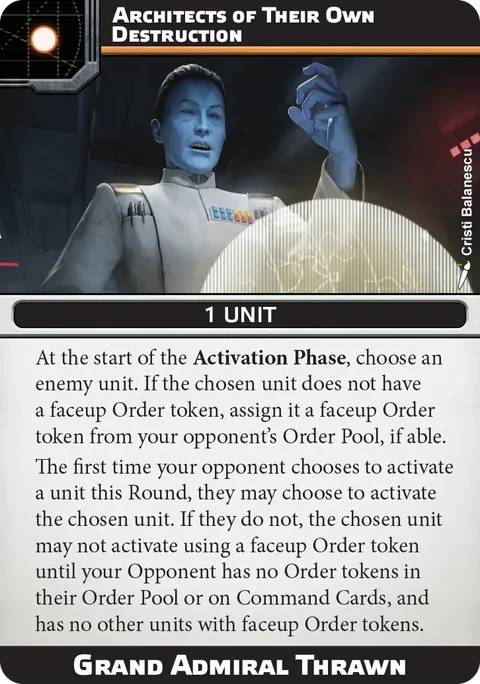 Architects of Their Own
Destruction
Cristi Balanescu
1 UNIT
At the start of the Activation Phase, choose an
enemy unit. If the chosen unit does not have
a faceup Order token, assign it a faceup Order
token from your opponent’s Order Pool, if able.
The first time your opponent chooses to activate
a unit this Round, they may choose to activate
the chosen unit. If they do not, the chosen unit
may not activate using a faceup Order token
until your Opponent has no Order tokens in
their Order Pool or on Command Cards, and
has no other units with faceup Order tokens.
Grand Admiral Thrawn